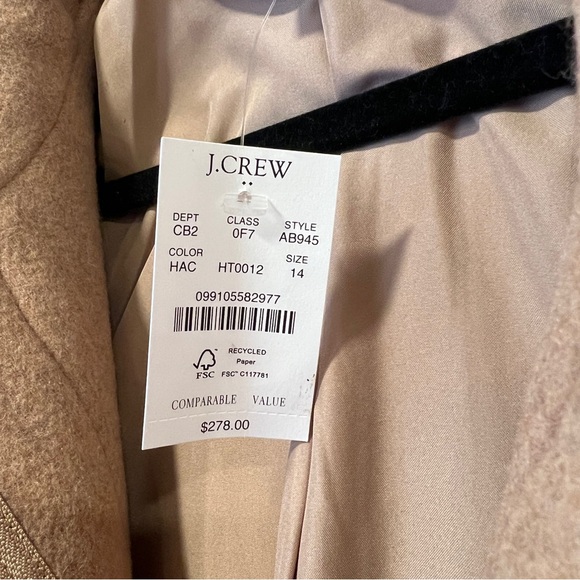 J.CREW
DEPT CLASS STYLE
CB2 0F7 AB945
COLOR SIZE
HAC HT0012 14
099105582977
RECYCLED
Paper
FSC FSC™ C117781
COMPARABLE VALUE
$278.00